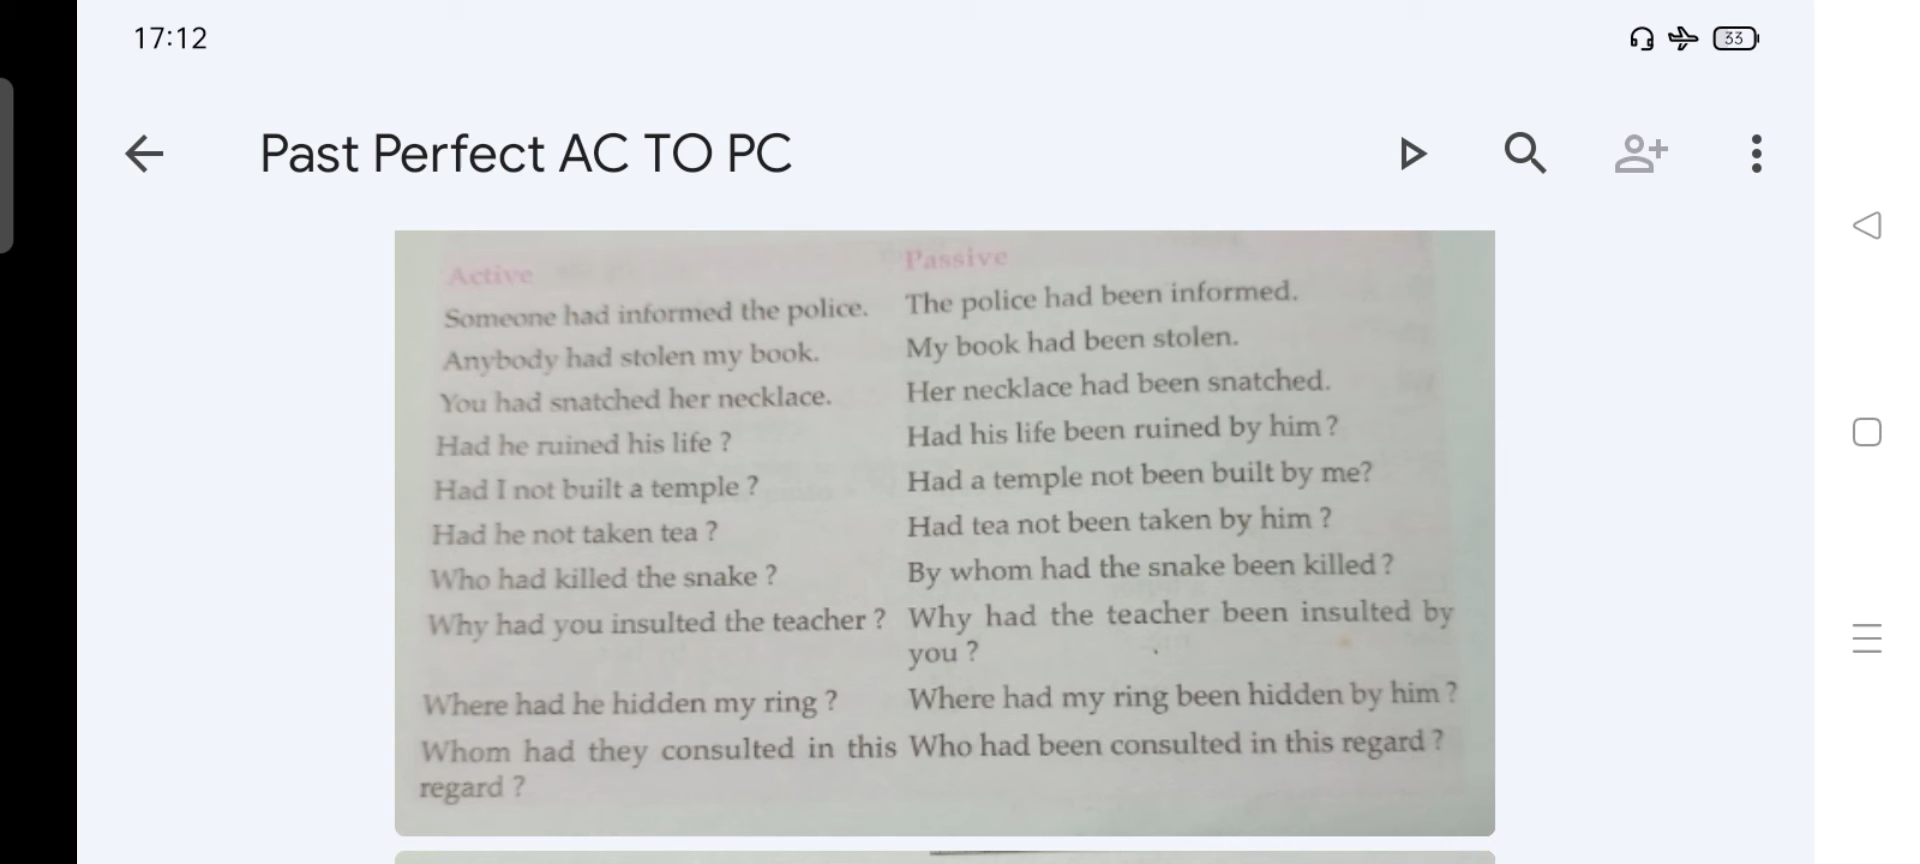 17:12
33
Past Perfect AC TO PC
Active Passive
Someone had informed the police. The police had been informed.
Anybody had stolen my book. My book had been stolen.
You had snatched her necklace. Her necklace had been snatched.
Had he ruined his life ? Had his life been ruined by him ?
Had I not built a temple ? Had a temple not been built by me?
Had he not taken tea ? Had tea not been taken by him ?
Who had killed the snake ? By whom had the snake been killed ?
Why had you insulted the teacher ? Why had the teacher been insulted by
you ?
Where had he hidden my ring ? Where had my ring been hidden by him ?
Whom had they consulted in this Who had been consulted in this regard ?
regard ?